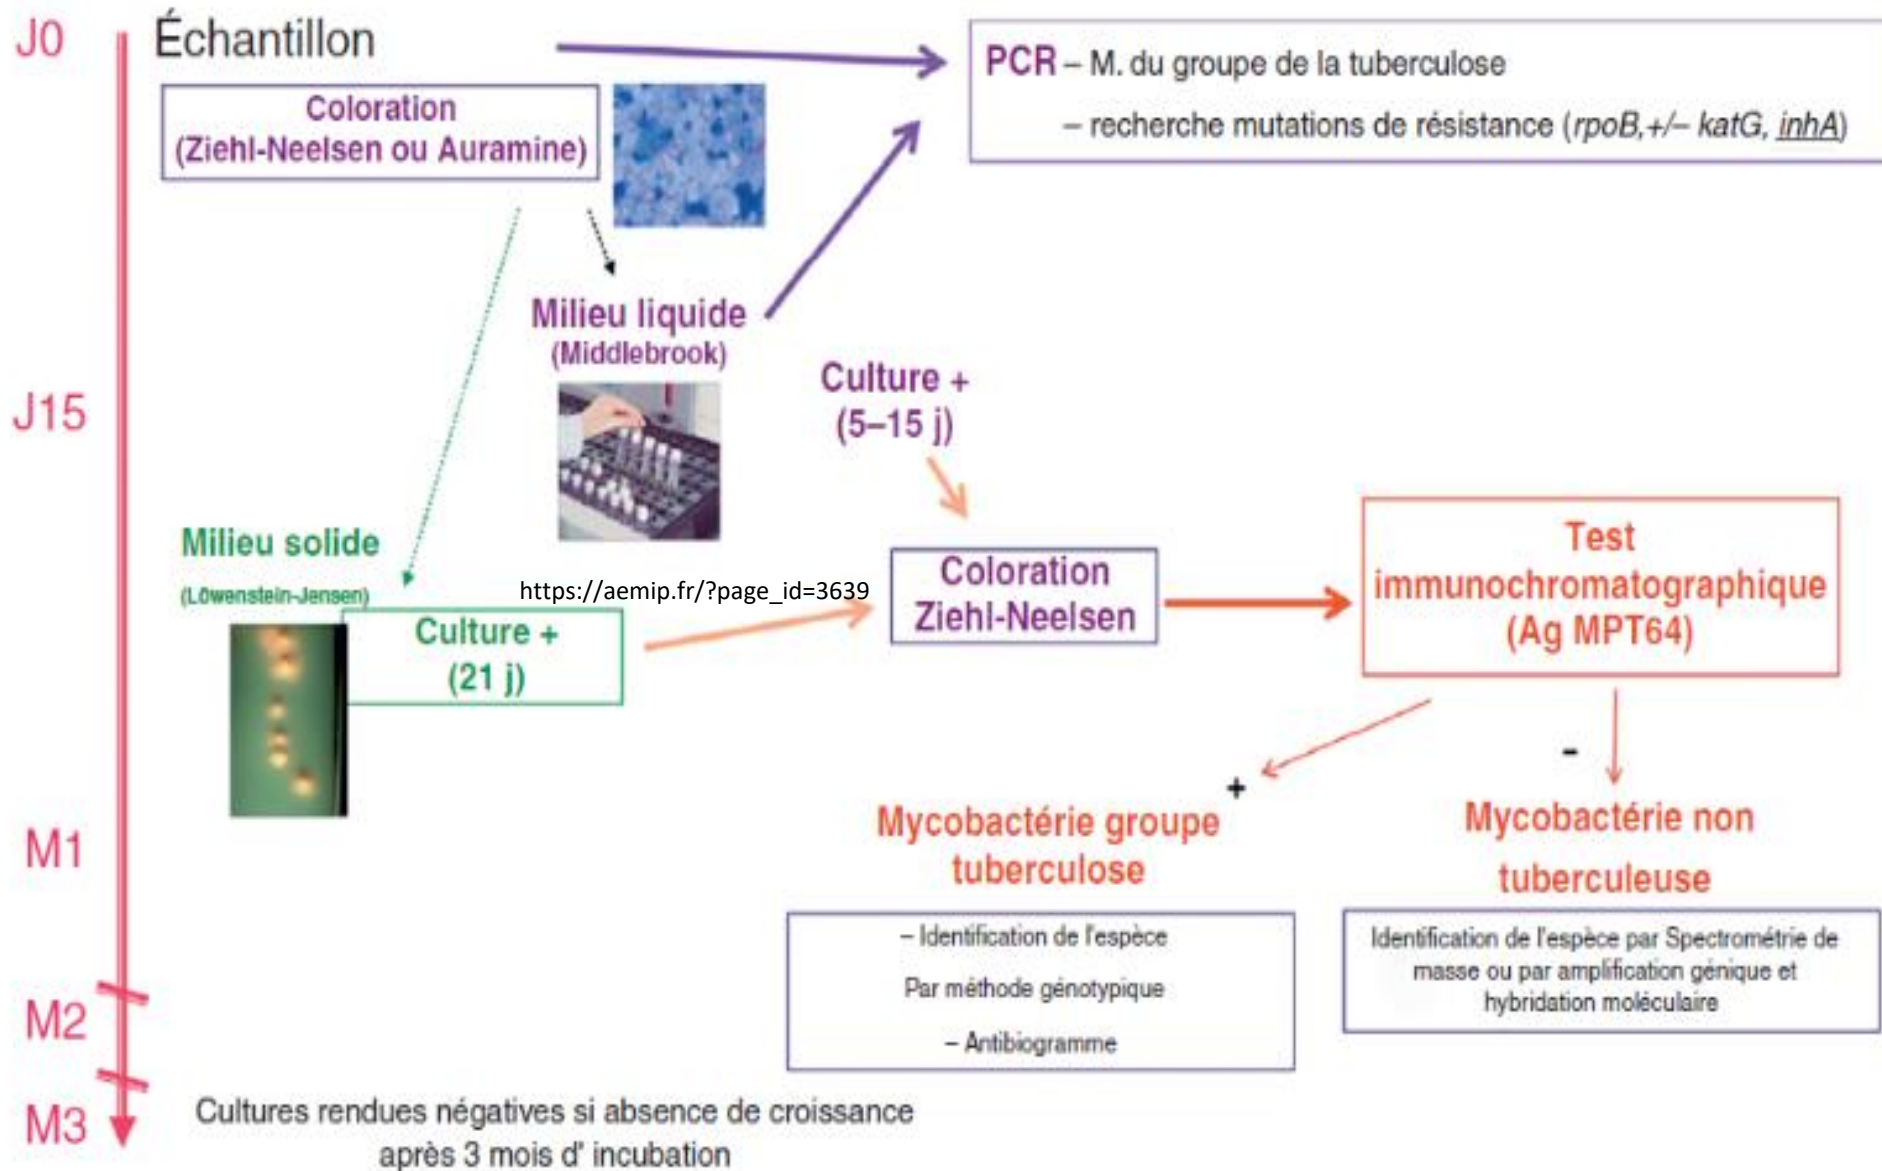 J0
Échantillon
Coloration
(Ziehl-Neelsen ou Auramine)
PCR – M. du groupe de la tuberculose
– recherche mutations de résistance (rpoB,+/– katG, inhA)
Milieu liquide
(Middlebrook)
J15
Culture +
(5–15 j)
Milieu solide
(Löwenstein-Jensen)
Culture +
(21 j)
https://aemip.fr/?page_id=3639
Coloration
Ziehl-Neelsen
Test
immunochromatographique
(Ag MPT64)
+
-
M1
Mycobactérie groupe
tuberculose
– Identification de l'espèce
Par méthode génotypique
– Antibiogramme
Mycobactérie non
tuberculeuse
Identification de l'espèce par Spectrométrie de
masse ou par amplification génique et
hybridation moléculaire
M2
M3
Cultures rendues négatives si absence de croissance
après 3 mois d' incubation